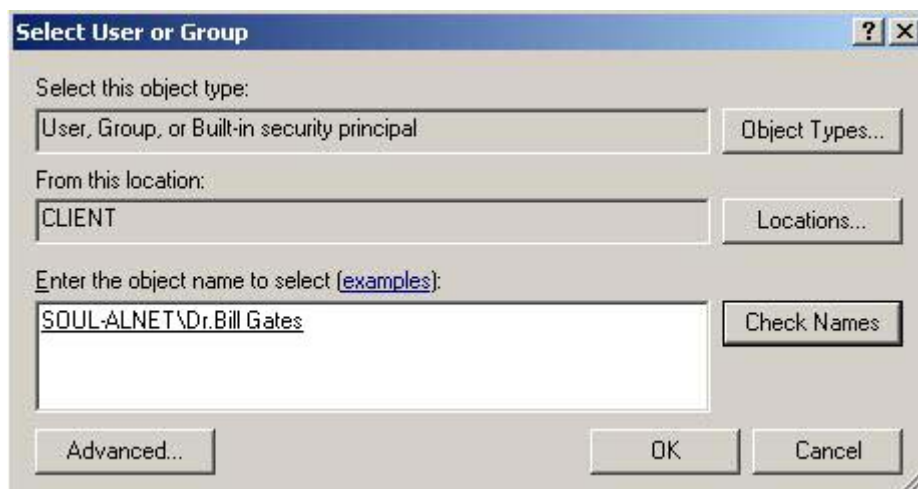 Select User or Group
Select this object type:
User, Group, or Built-in security principal
Object Types...
From this location:
CLIENT
Locations...
Enter the object name to select (examples):
SOUL-ALNET\Dr.Bill Gates
Check Names
Advanced...
OK
Cancel